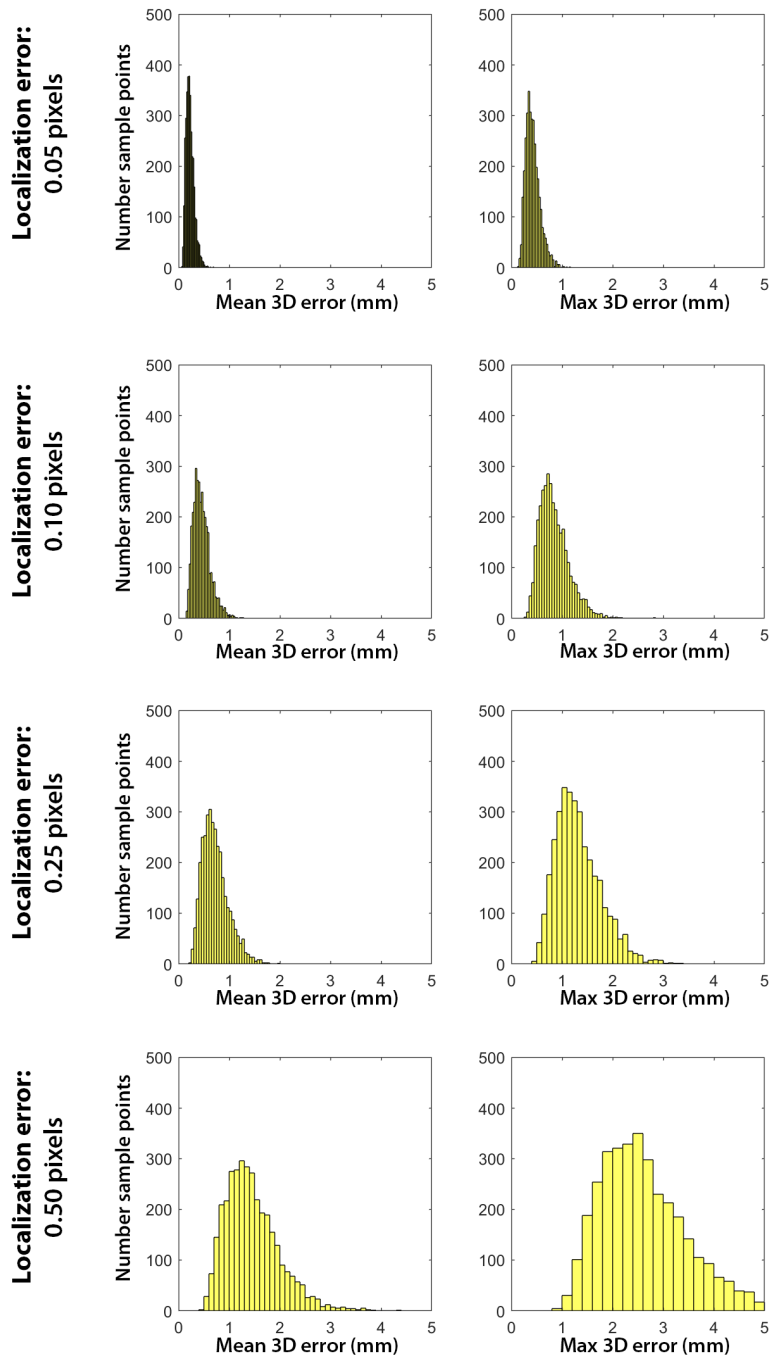 Localization error:
0.05 pixels
Number sample points
500
400
300
200
100
0
0 1 2 3 4 5
Mean 3D error (mm)
500
400
300
200
100
0
0 1 2 3 4 5
Max 3D error (mm)
Localization error:
0.10 pixels
Number sample points
500
400
300
200
100
0
0 1 2 3 4 5
Mean 3D error (mm)
500
400
300
200
100
0
0 1 2 3 4 5
Max 3D error (mm)
Localization error:
0.25 pixels
Number sample points
500
400
300
200
100
0
0 1 2 3 4 5
Mean 3D error (mm)
500
400
300
200
100
0
0 1 2 3 4 5
Max 3D error (mm)
Localization error:
0.50 pixels
Number sample points
500
400
300
200
100
0
0 1 2 3 4 5
Mean 3D error (mm)
500
400
300
200
100
0
0 1 2 3 4 5
Max 3D error (mm)